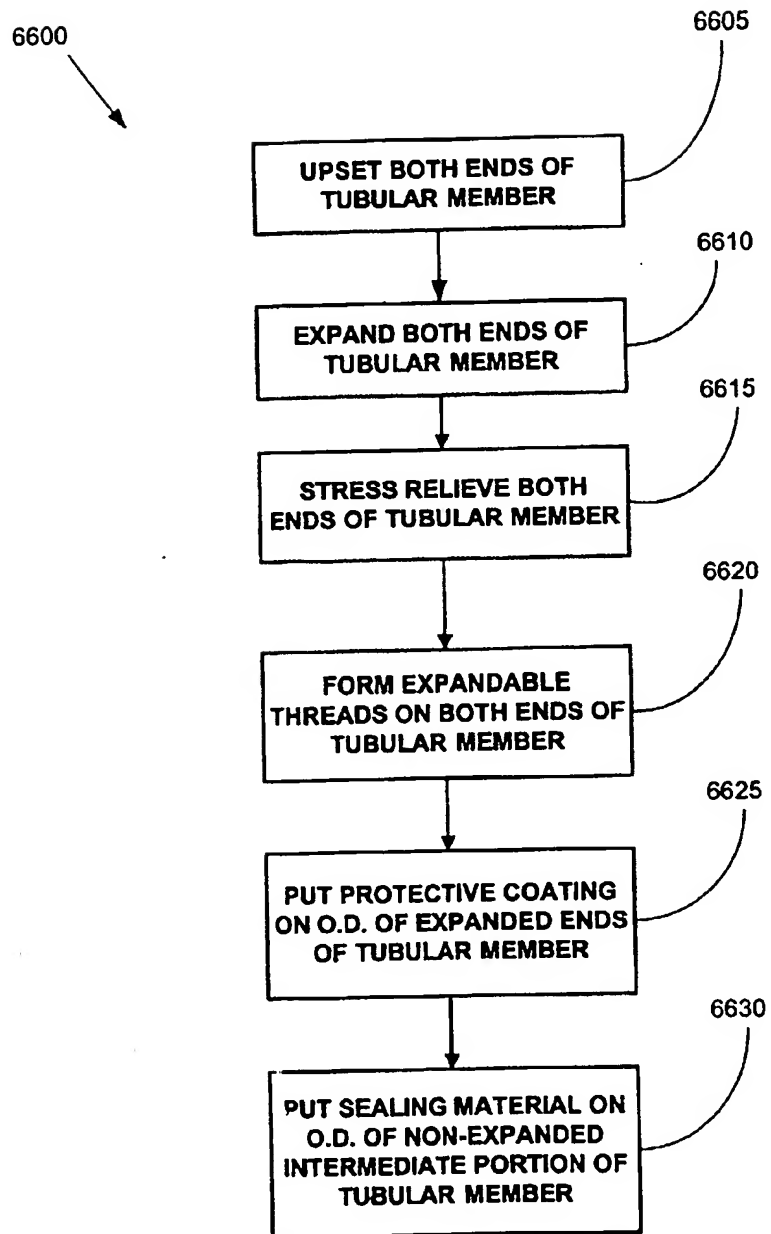 6600
6605
UPSET BOTH ENDS OF
TUBULAR MEMBER
6610
EXPAND BOTH ENDS OF
TUBULAR MEMBER
6615
STRESS RELIEVE BOTH
ENDS OF TUBULAR MEMBER
6620
FORM EXPANDABLE
THREADS ON BOTH ENDS OF
TUBULAR MEMBER
6625
PUT PROTECTIVE COATING
ON O.D. OF EXPANDED ENDS
OF TUBULAR MEMBER
6630
PUT SEALING MATERIAL ON
O.D. OF NON-EXPANDED
INTERMEDIATE PORTION OF
TUBULAR MEMBER